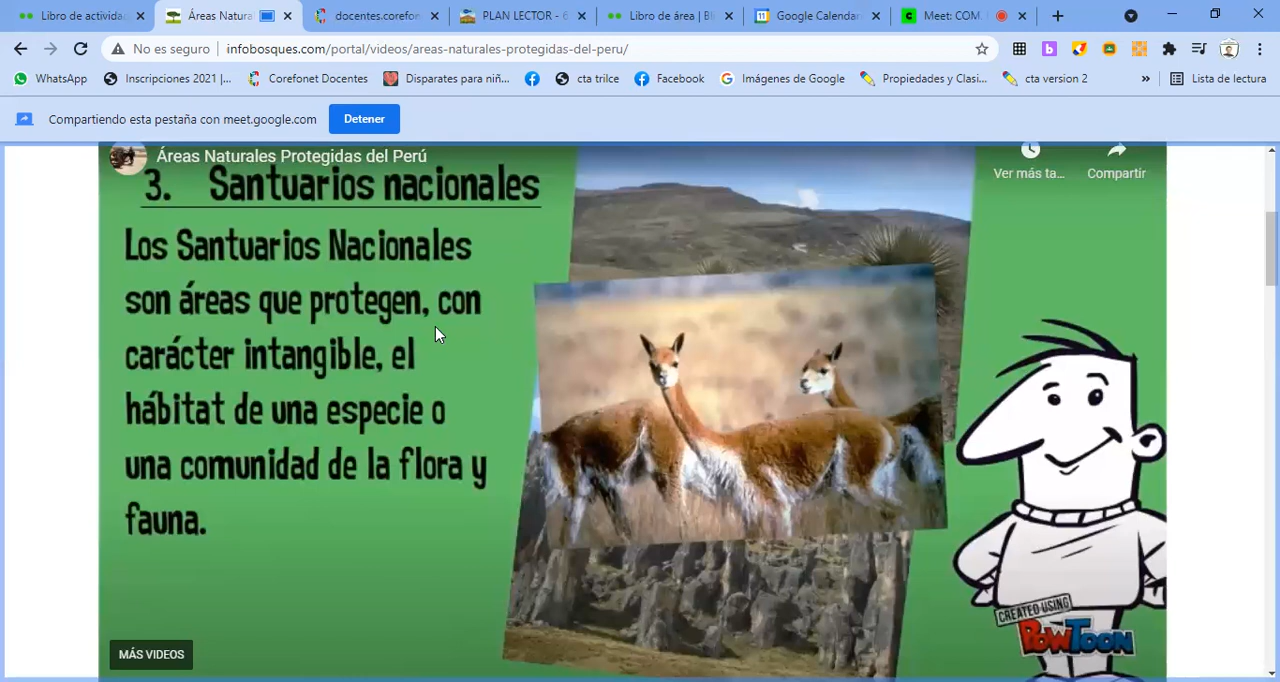 Libro de activida
Áreas Natura
docentes.corefon
PLAN LECTOR - 6
Libro de área | Bl
Google Calendar
Meet: COM.
No es seguro
infobosques.com/portal/videos/areas-naturales-protegidas-del-peru/
WhatsApp
Inscripciones 2021 |...
Corefonet Docentes
Disparates para niñ...
cta trilce
Facebook
Imágenes de Google
Propiedades y Clasi...
cta version 2
»
Lista de lectura
Compartiendo esta pestaña con meet.google.com
Detener
Áreas Naturales Protegidas del Perú
Ver más ta...
Compartir
3. Santuarios nacionales
Los Santuarios Nacionales
son áreas que protegen, con
carácter intangible, el
hábitat de una especie o
una comunidad de la flora y
fauna.
MÁS VIDEOS
CREATED USING
POWTOON